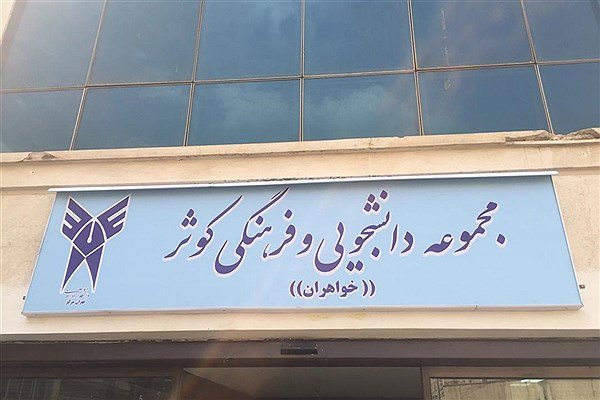 مجموعه دانشجویی و فرهنگی کوثر
((خواهران))